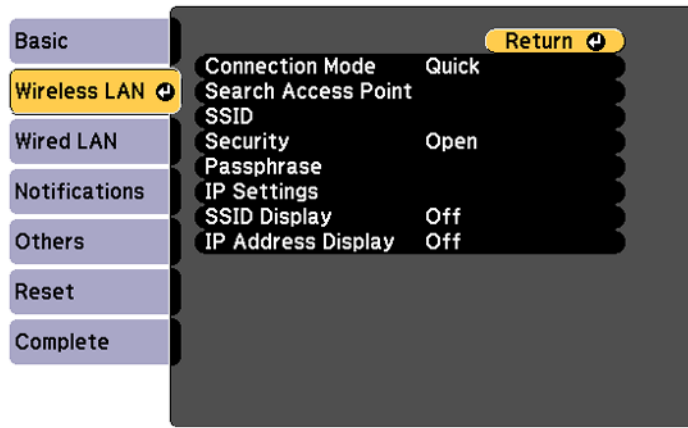 Basic
Wireless LAN
Wired LAN
Notifications
Others
Reset
Complete
Return
Connection Mode Quick
Search Access Point
SSID
Security Open
Passphrase
IP Settings
SSID Display Off
IP Address Display Off